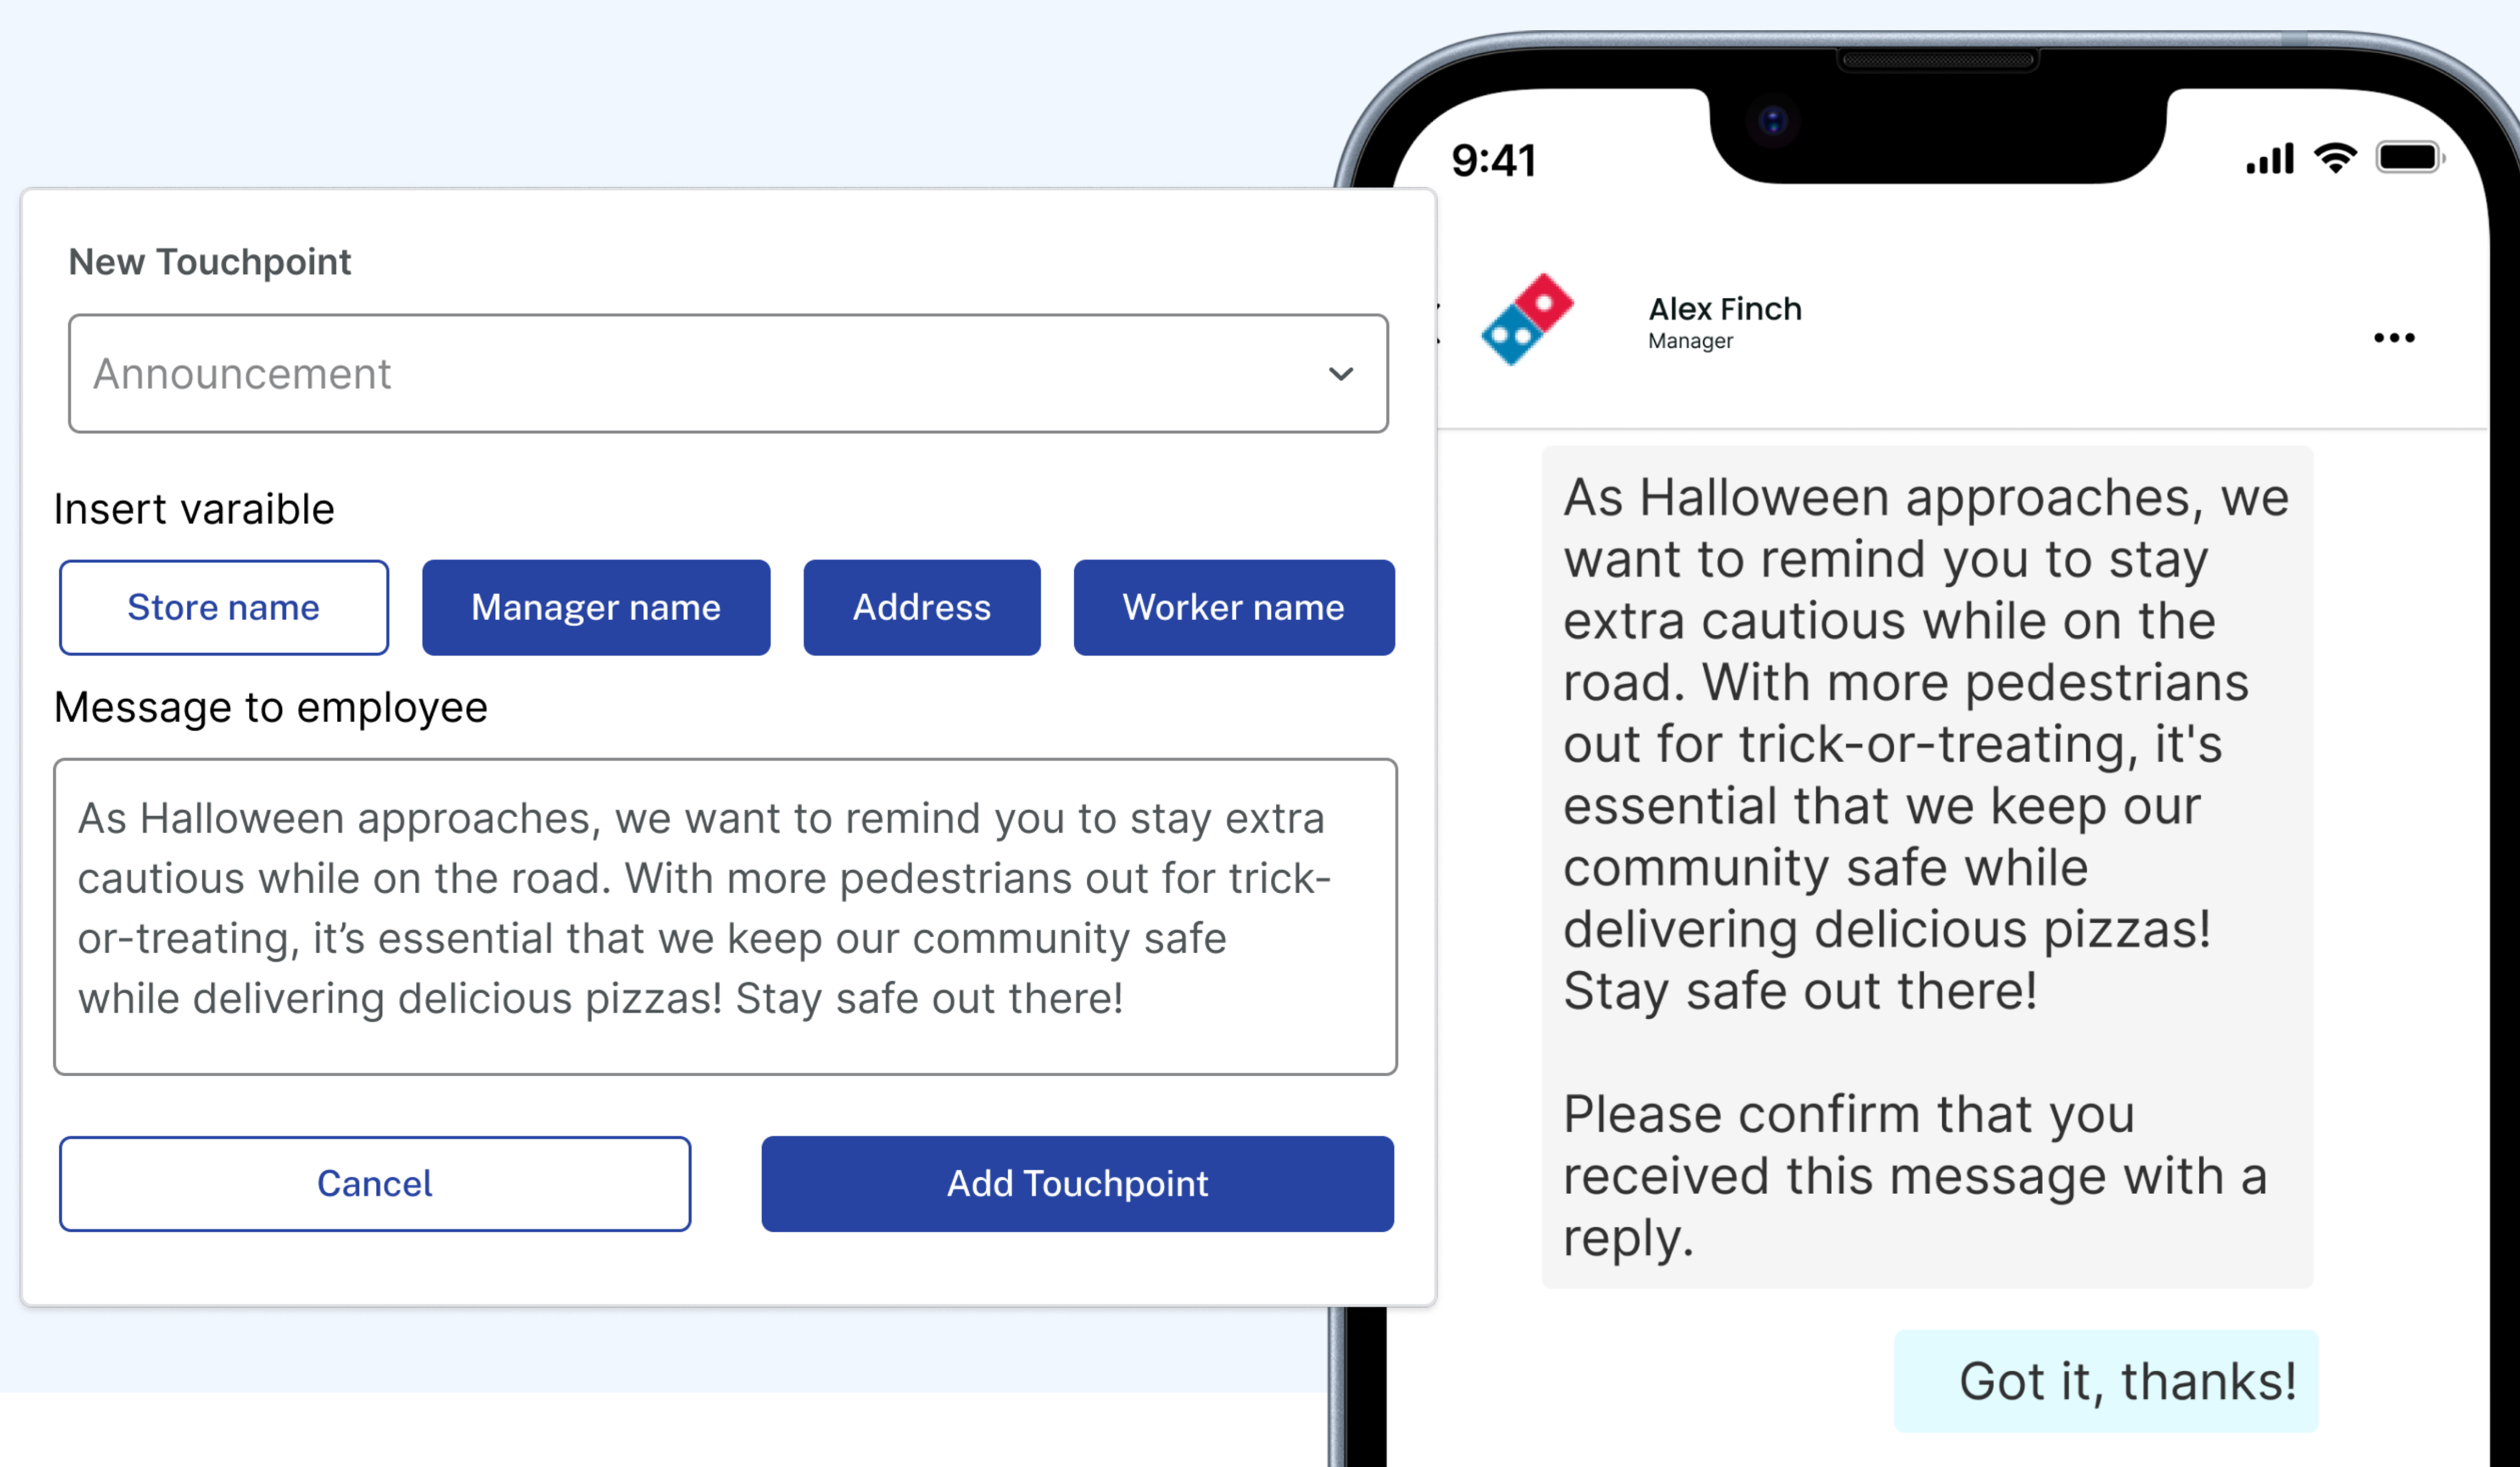 New Touchpoint
Announcement
Insert varaible
Store name
Manager name
Address
Worker name
Message to employee
As Halloween approaches, we want to remind you to stay extra
cautious while on the road. With more pedestrians out for trick-
or-treating, it’s essential that we keep our community safe
while delivering delicious pizzas! Stay safe out there!
Cancel
Add Touchpoint
9:41
Alex Finch
Manager
As Halloween approaches, we
want to remind you to stay
extra cautious while on the
road. With more pedestrians
out for trick-or-treating, it's
essential that we keep our
community safe while
delivering delicious pizzas!
Stay safe out there!
Please confirm that you
received this message with a
reply.
Got it, thanks!